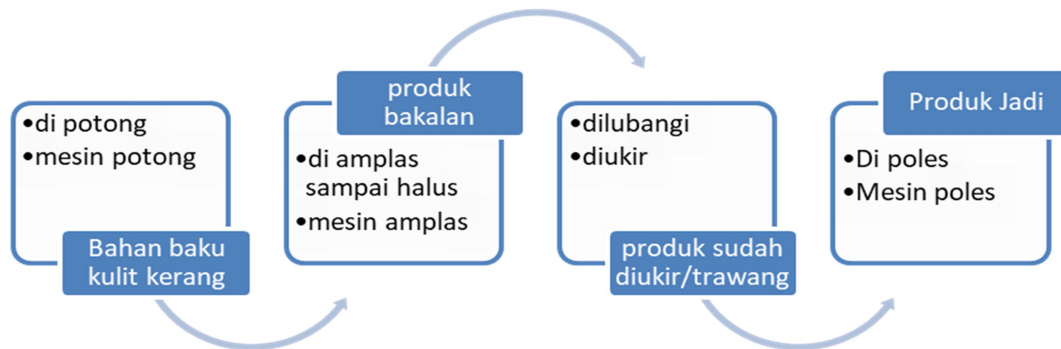 •di potong
•mesin potong
Bahan baku
kulit kerang
produk
bakalan
•di amplas
sampai halus
•mesin amplas
•dilubangi
•diukir
produk sudah
diukir/trawang
Produk Jadi
•Di poles
•Mesin poles